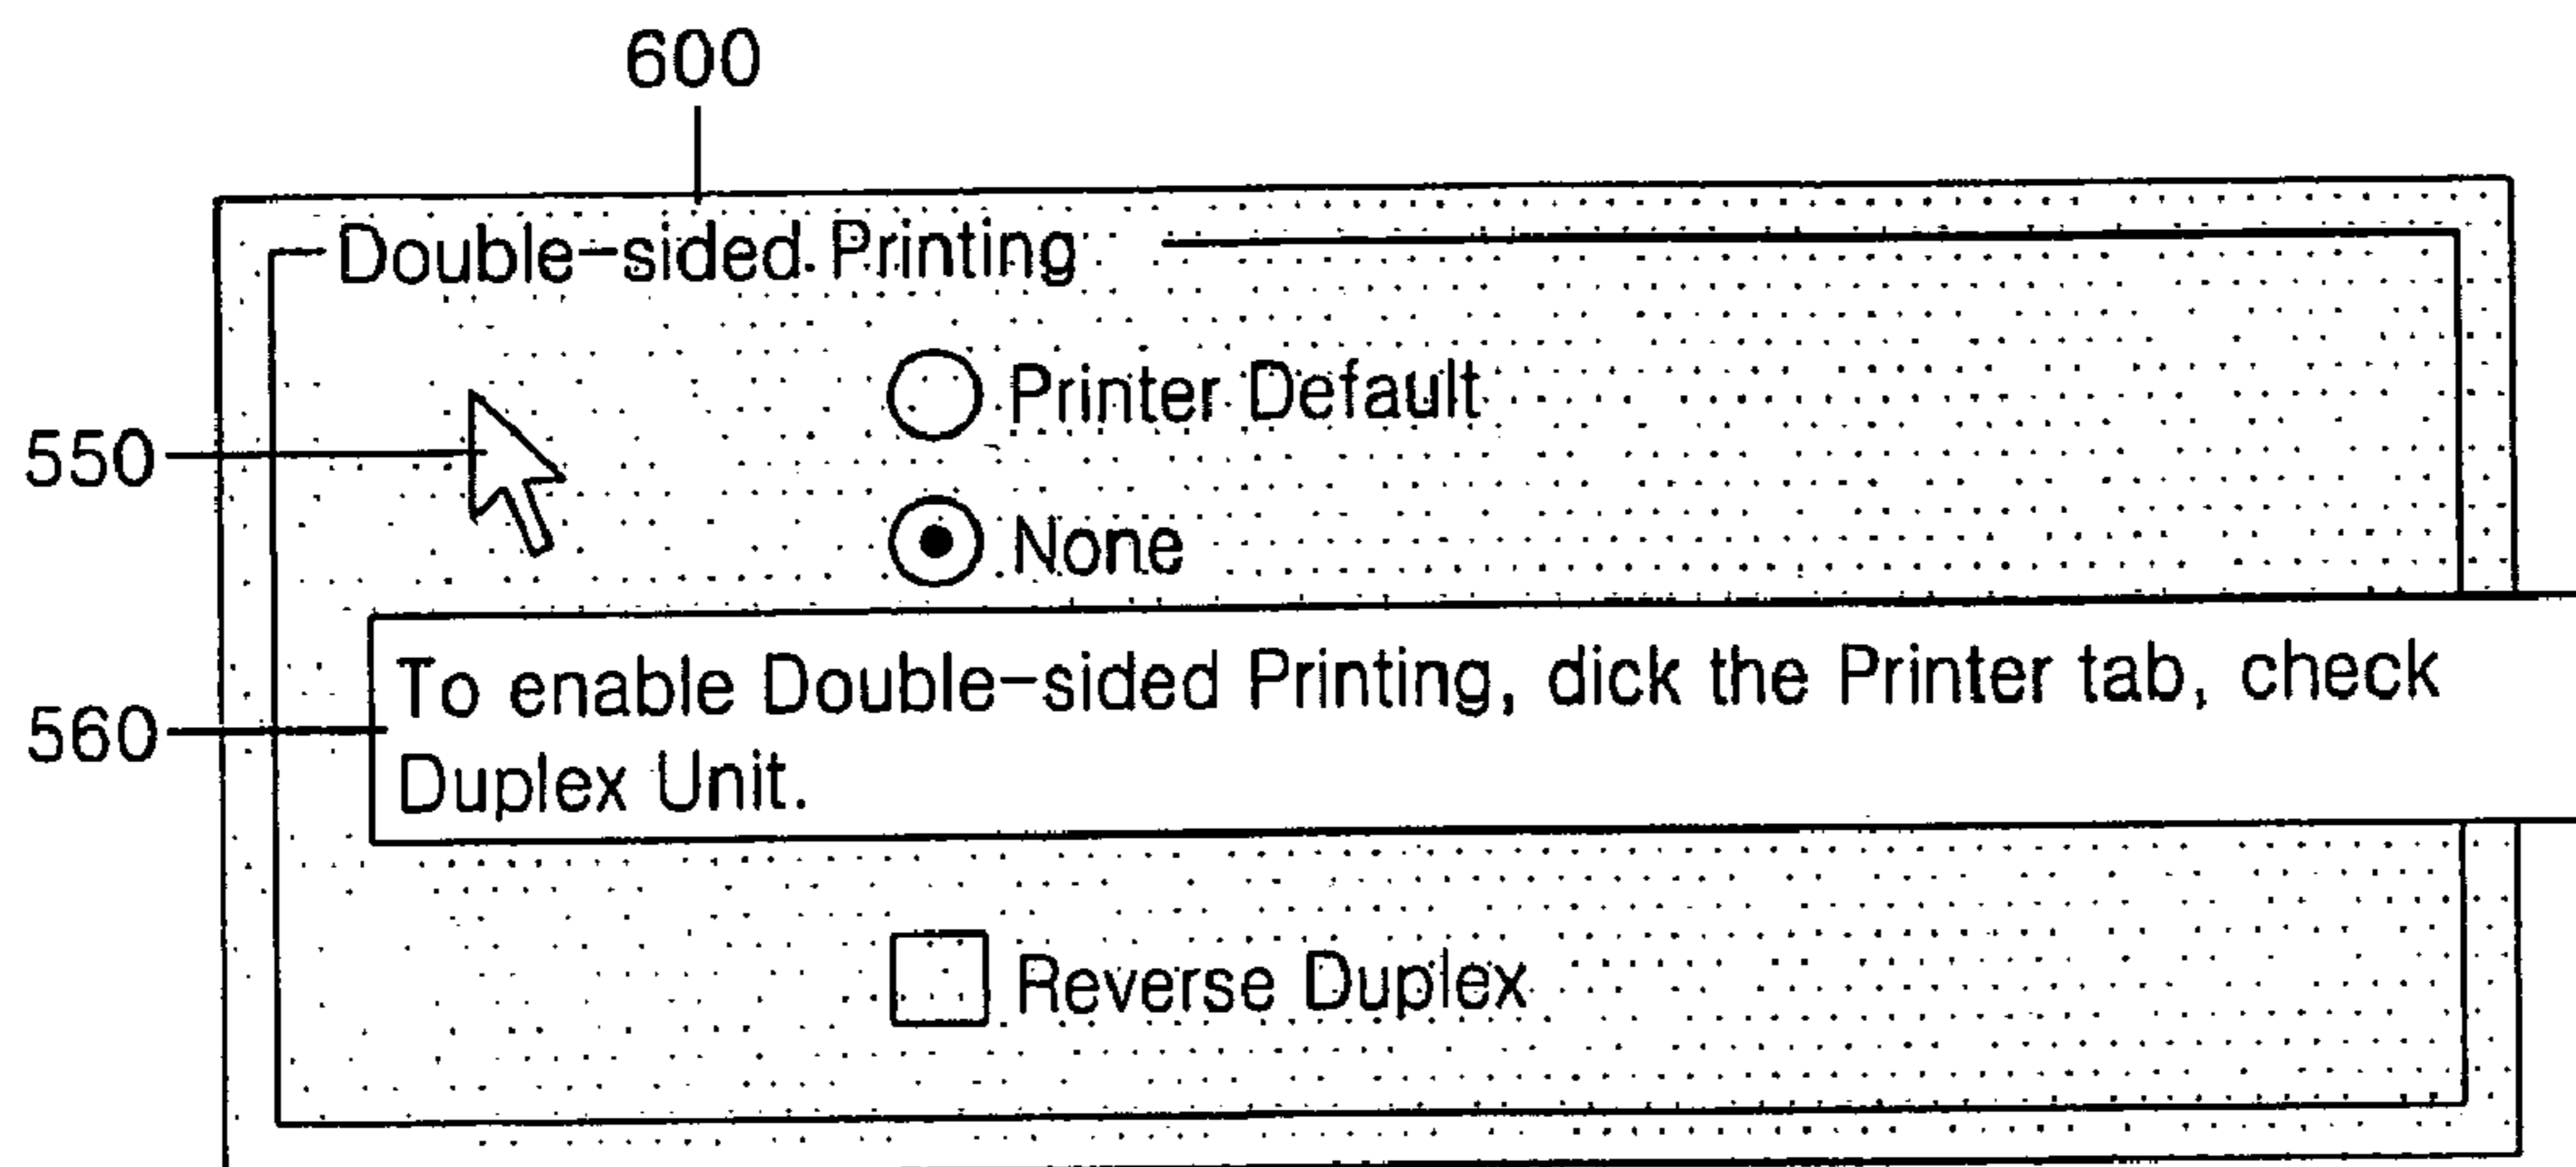 600
Double-sided Printing
Printer Default
550
None
To enable Double-sided Printing, dick the Printer tab, check
560
Duplex Unit.
Reverse Duplex